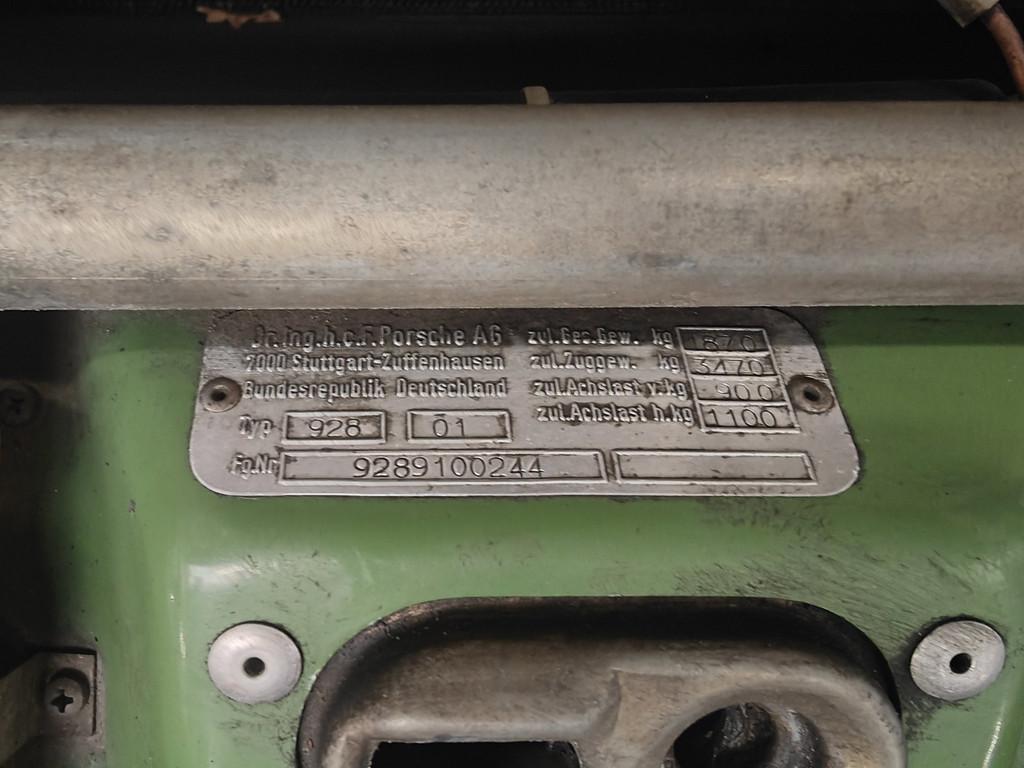 Dr.Ing.h.c.F.Porsche AG zul.Ges.Gew. kg 1870
7000 Stuttgart-Zuffenhausen zul.Zuggew. kg 3470
Bundesrepublik Deutschland zul.Achslast v.kg 900
Typ 928 01 zul.Achslast h.kg 1100
Fg.Nr 9289100244